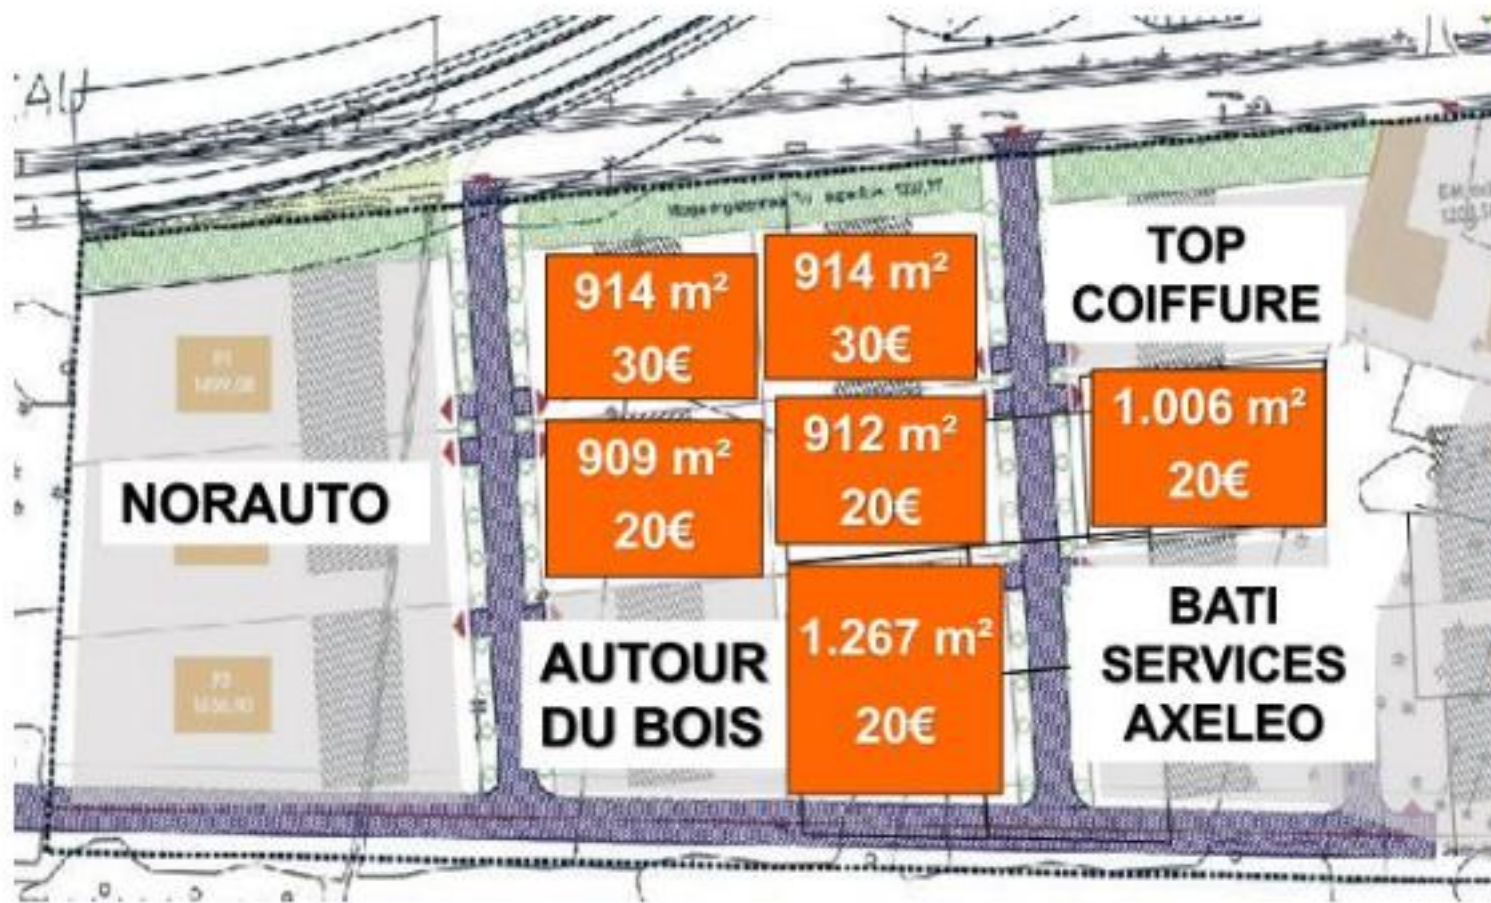 914 m²
30€
914 m²
30€
TOP
COIFFURE
909 m²
20€
912 m²
20€
1.006 m²
20€
NORAUTO
AUTOUR
DU BOIS
1.267 m²
20€
BATI
SERVICES
AXELEO